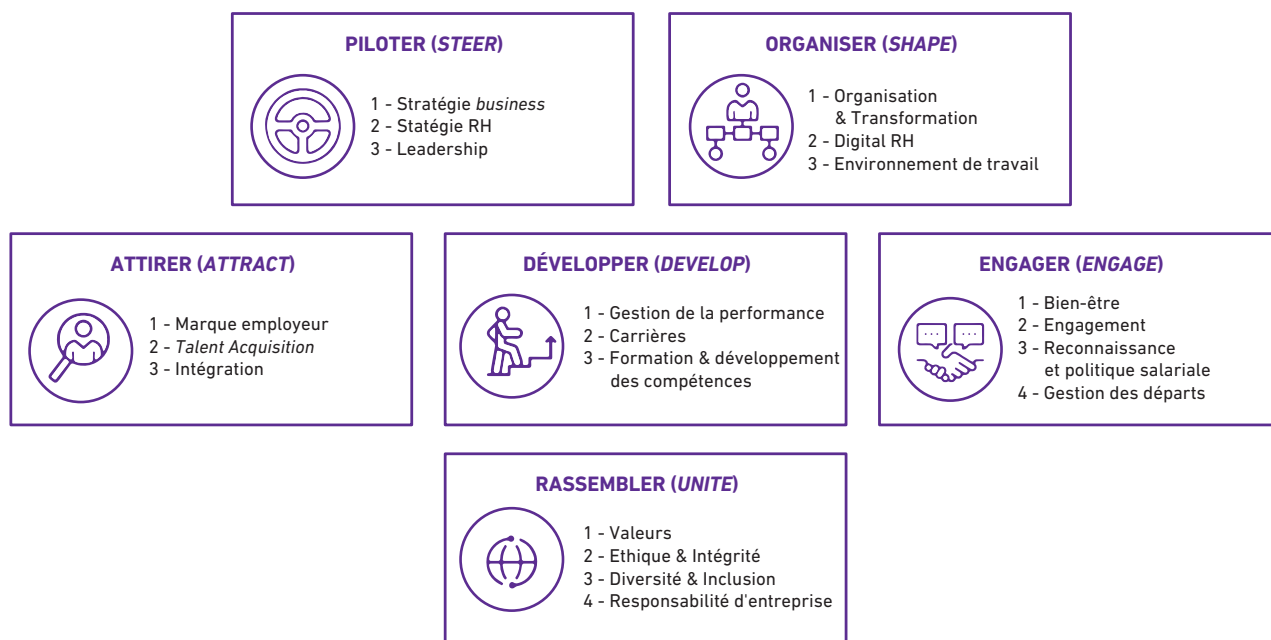 PILOTER (STEER)
1 - Stratégie business
2 - Statégie RH
3 - Leadership
ORGANISER (SHAPE)
1 - Organisation
& Transformation
2 - Digital RH
3 - Environnement de travail
ATTIRER (ATTRACT)
1 - Marque employeur
2 - Talent Acquisition
3 - Intégration
DÉVELOPPER (DEVELOP)
1 - Gestion de la performance
2 - Carrières
3 - Formation & développement
des compétences
ENGAGER (ENGAGE)
1 - Bien-être
2 - Engagement
3 - Reconnaissance
et politique salariale
4 - Gestion des départs
RASSEMBLER (UNITE)
1 - Valeurs
2 - Ethique & Intégrité
3 - Diversité & Inclusion
4 - Responsabilité d'entreprise